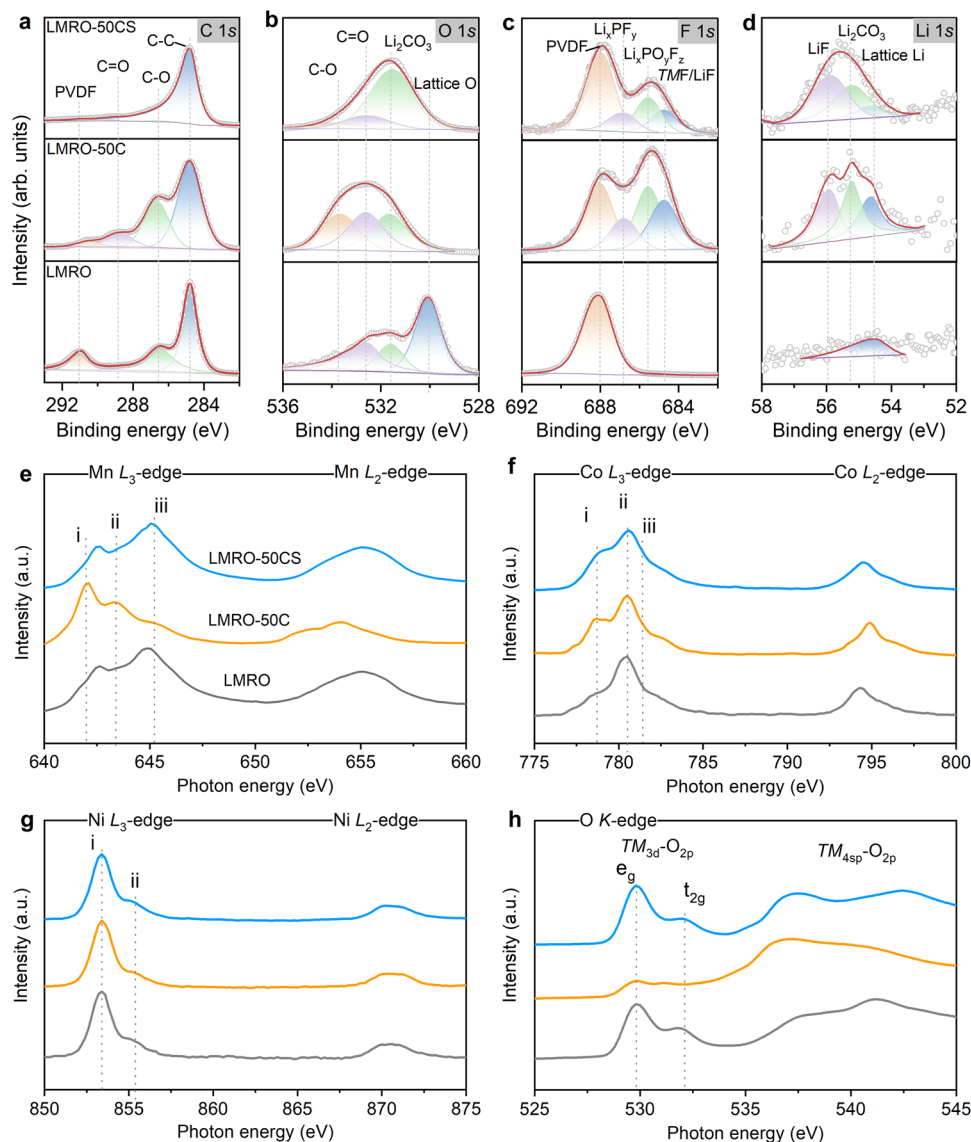 a
C 1s
LMRO-50CS
C-C
C=O
C-O
PVDF
LMRO-50C
LMRO
292 288 284
Binding energy (eV)
Intensity (arb. units)
b
O 1s
C=O
Li2CO3
C-O
Lattice O
536 532 528
Binding energy (eV)
c
F 1s
LixPFy
PVDF
LixPOyFz
TMF/LiF
692 688 684
Binding energy (eV)
d
Li 1s
Li2CO3
LiF
Lattice Li
58 56 54 52
Binding energy (eV)
e
Mn L3-edge
Mn L2-edge
i
ii
iii
LMRO-50CS
LMRO-50C
LMRO
640 645 650 655 660
Photon energy (eV)
Intensity (a.u.)
f
Co L3-edge
Co L2-edge
i
ii
iii
775 780 785 790 795 800
Photon energy (eV)
Intensity (a.u.)
g
Ni L3-edge
Ni L2-edge
i
ii
850 855 860 865 870 875
Photon energy (eV)
Intensity (a.u.)
h
O K-edge
TM3d-O2p
TM4sp-O2p
eg
t2g
525 530 535 540 545
Photon energy (eV)
Intensity (a.u.)